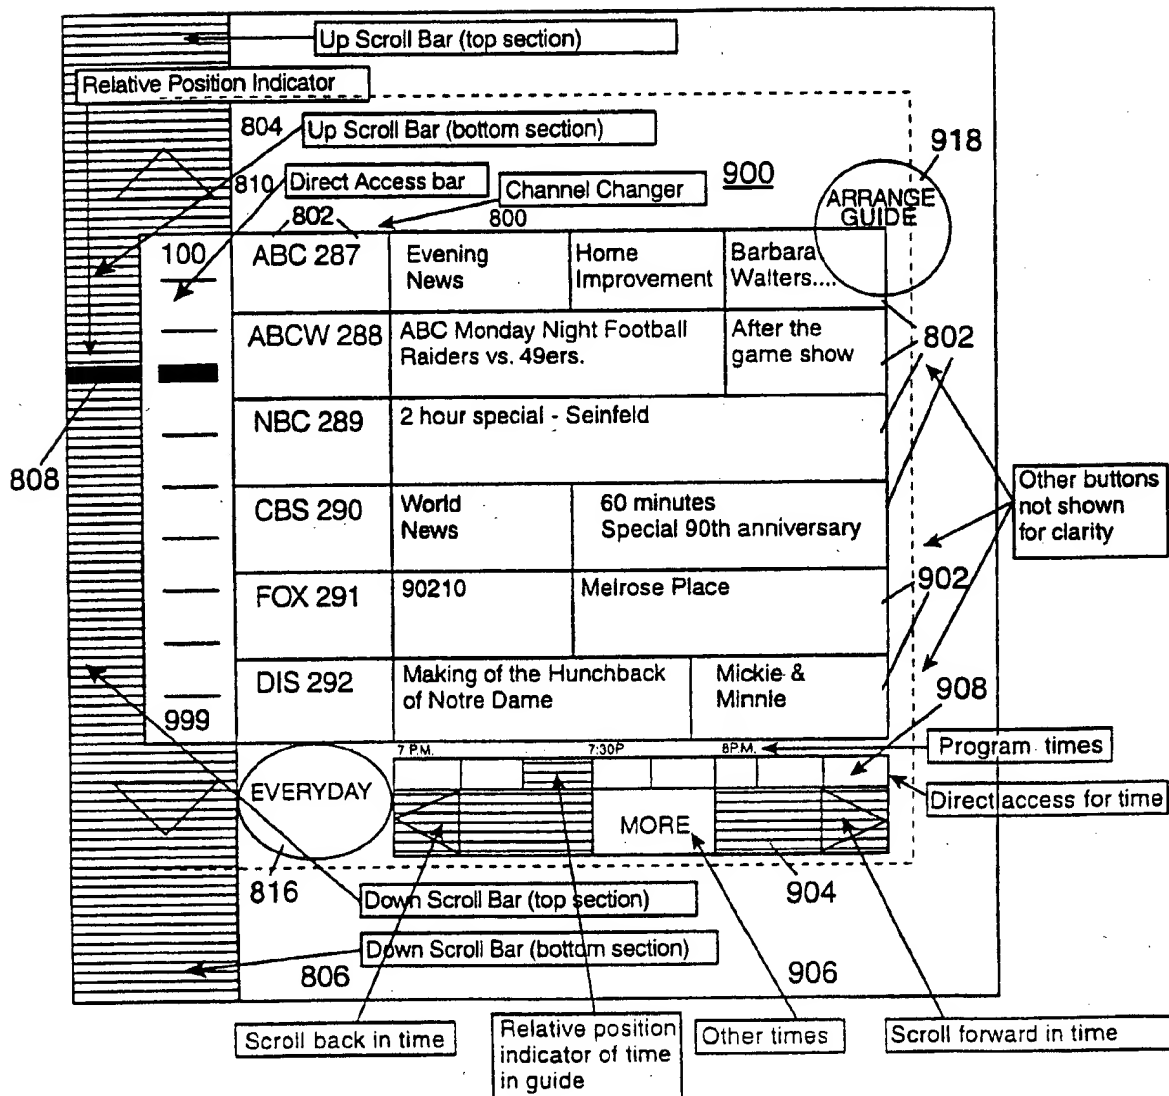 Up Scroll Bar (top section)
Relative Position Indicator
804
Up Scroll Bar (bottom section)
918
810
Direct Access bar
Channel Changer
900
ARRANGE
GUIDE
802
800
100
ABC 287
Evening
News
Home
Improvement
Barbara
Walters....
ABCW 288
ABC Monday Night Football
Raiders vs. 49ers.
After the
game show
802
NBC 289
2 hour special - Seinfeld
808
CBS 290
World
News
60 minutes
Special 90th anniversary
Other buttons
not shown
for clarity
FOX 291
90210
Melrose Place
902
DIS 292
Making of the Hunchback
of Notre Dame
Mickie &
Minnie
908
999
7 P.M.
7:30P
8P.M.
Program times
EVERYDAY
Direct access for time
MORE
816
Down Scroll Bar (top section)
904
Down Scroll Bar (bottom section)
806
906
Scroll back in time
Relative position
indicator of time
in guide
Other times
Scroll forward in time